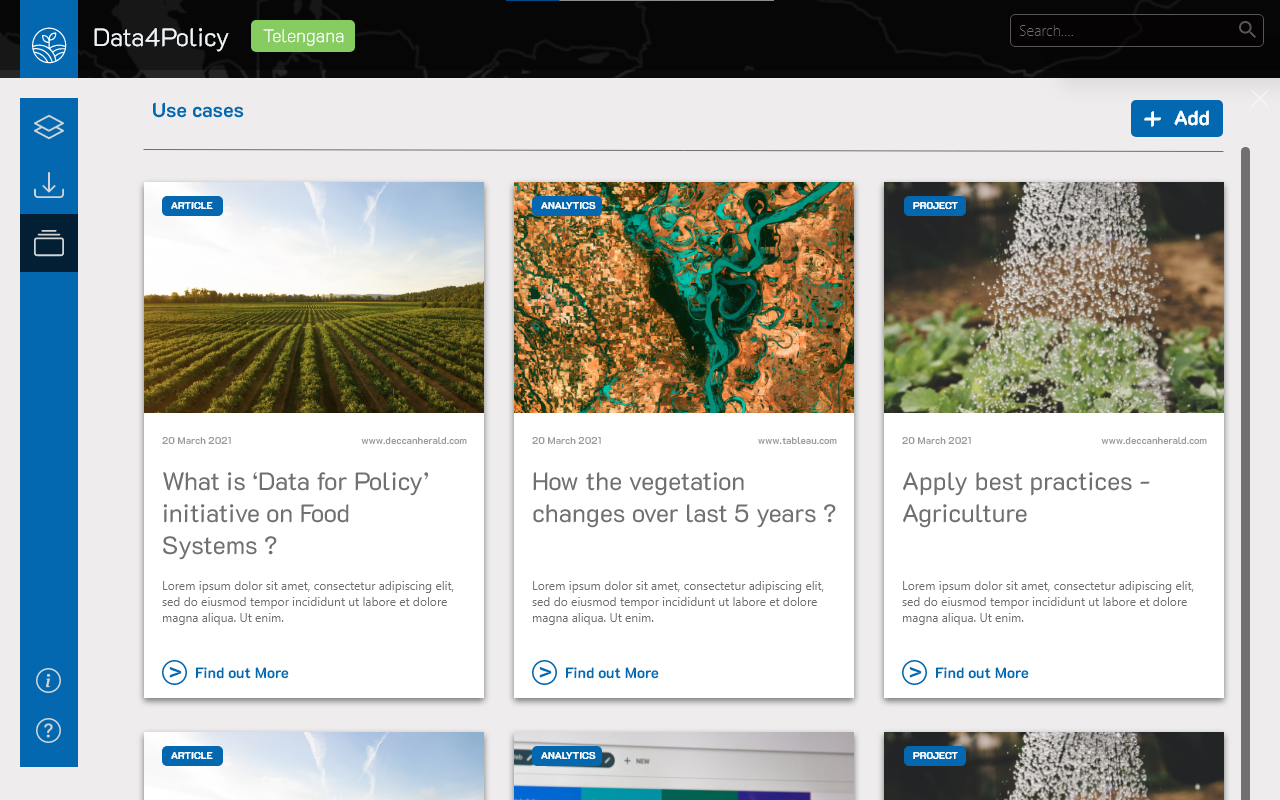 Data4Policy
Telengana
Search....
Use cases
+ Add
ARTICLE
ANALYTICS
PROJECT
20 March 2021
www.deccanherald.com
What is ‘Data for Policy’
initiative on Food
Systems ?
Lorem ipsum dolor sit amet, consectetur adipiscing elit,
sed do eiusmod tempor incididunt ut labore et dolore
magna aliqua. Ut enim.
Find out More
20 March 2021
www.tableau.com
How the vegetation
changes over last 5 years ?
Lorem ipsum dolor sit amet, consectetur adipiscing elit,
sed do eiusmod tempor incididunt ut labore et dolore
magna aliqua. Ut enim.
Find out More
20 March 2021
www.deccanherald.com
Apply best practices -
Agriculture
Lorem ipsum dolor sit amet, consectetur adipiscing elit,
sed do eiusmod tempor incididunt ut labore et dolore
magna aliqua. Ut enim.
Find out More
ARTICLE
ANALYTICS
+ NEW
PROJECT